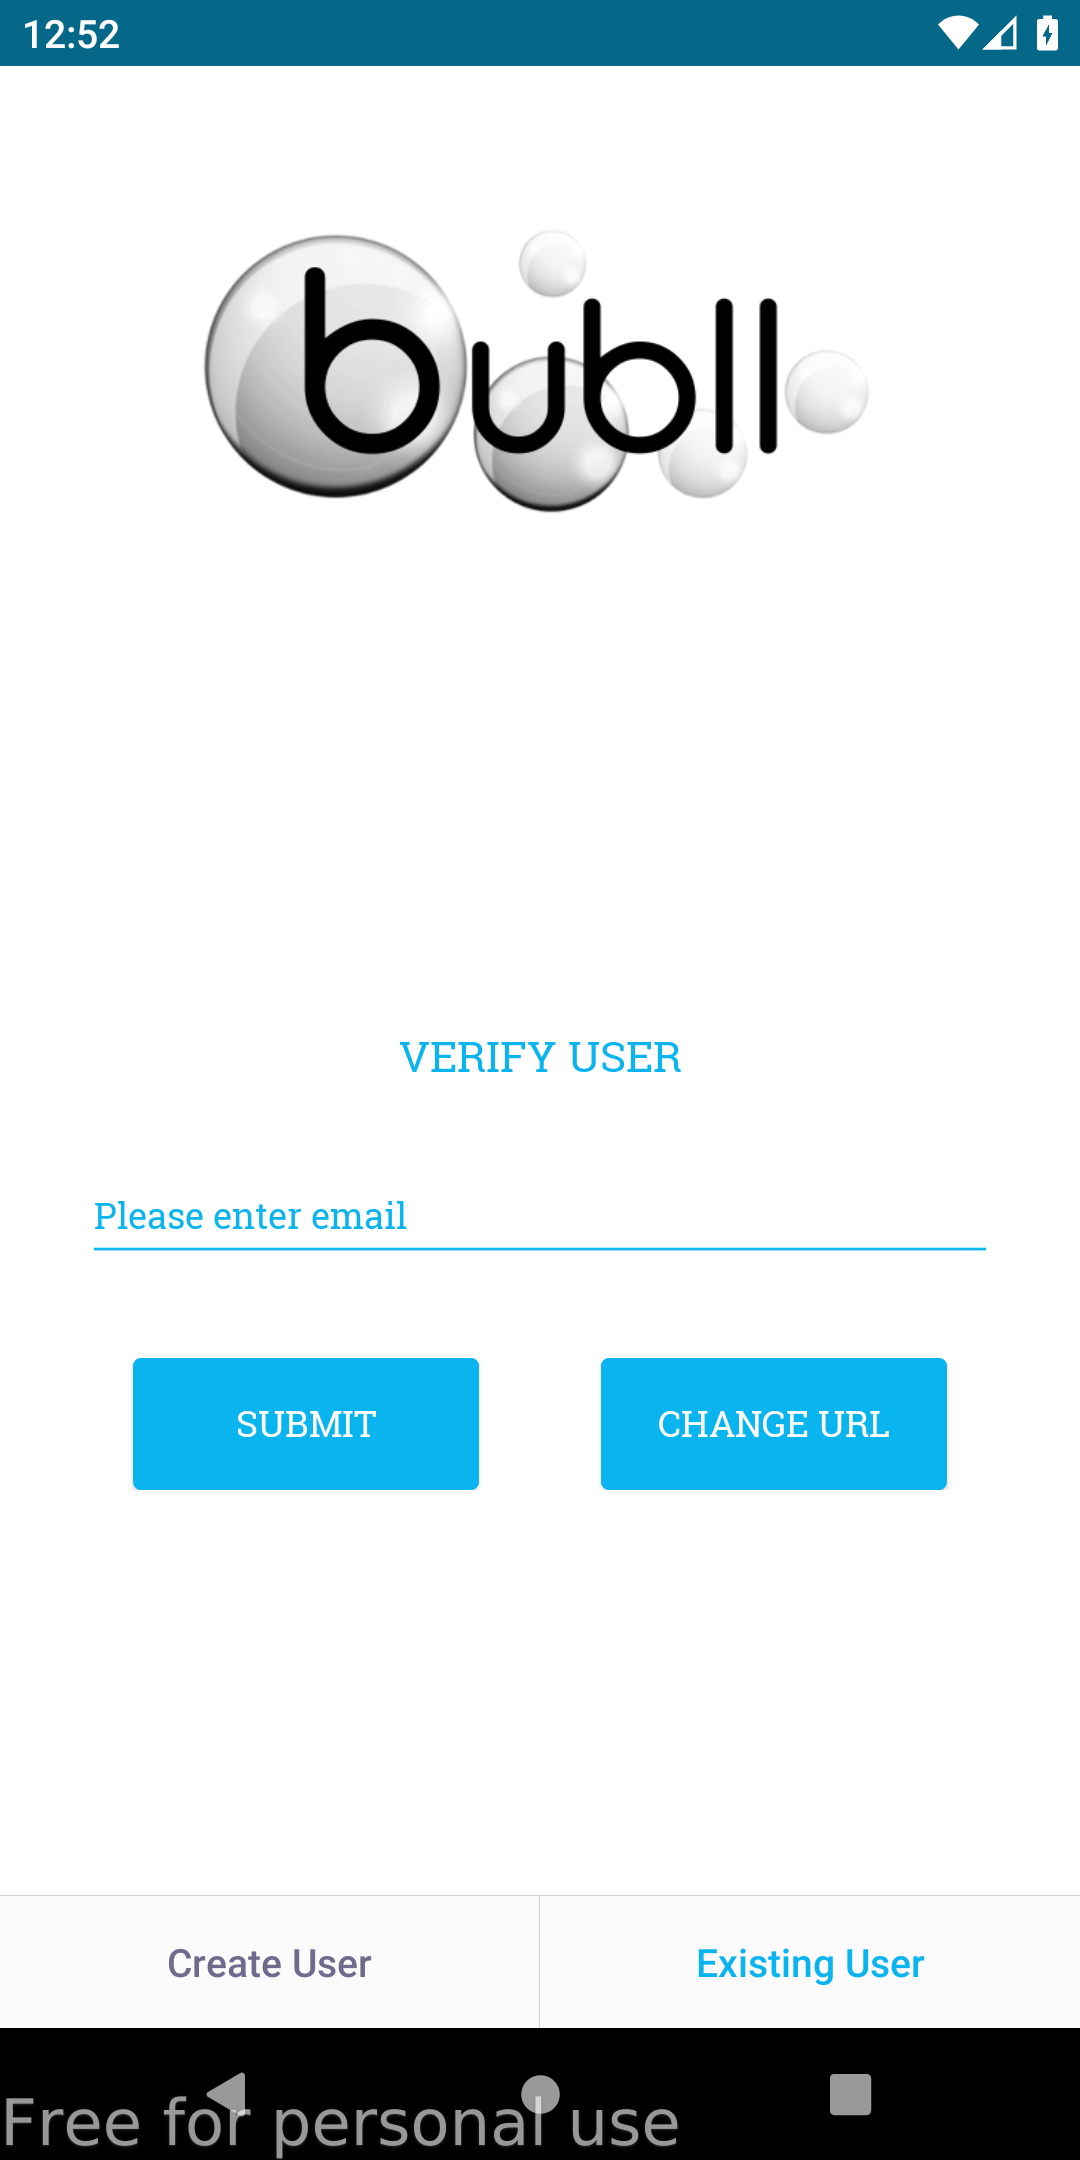 12:52
bubll
VERIFY USER
Please enter email
SUBMIT
CHANGE URL
Create User
Existing User
Free for personal use